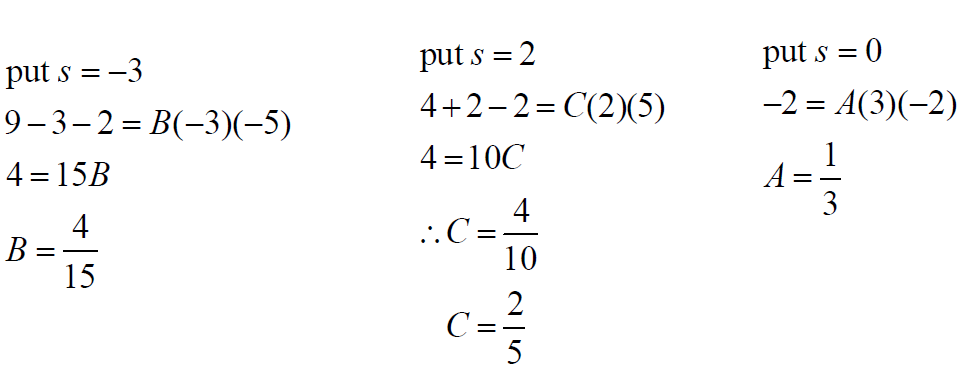 put s = −3
9 − 3 − 2 = B(−3)(−5)
4 = 15B
B = 4/15
put s = 2
4 + 2 − 2 = C(2)(5)
4 = 10C
∴ C = 4/10
C = 2/5
put s = 0
−2 = A(3)(−2)
A = 1/3